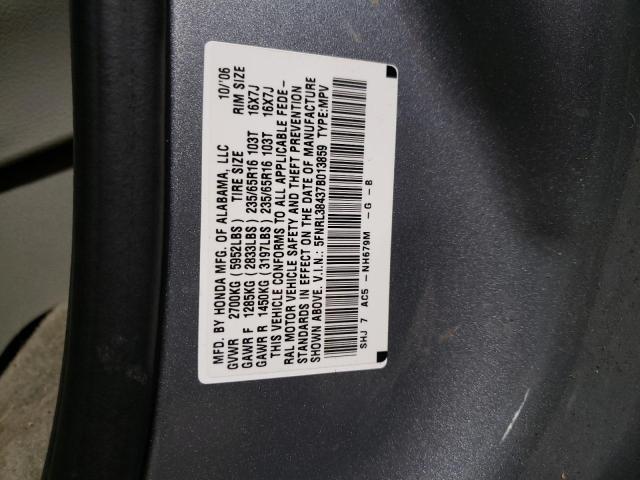 MFD. BY HONDA MFG. OF ALABAMA, LLC 10/'06
GVWR 2700KG (5952LBS) TIRE SIZE RIM SIZE
GAWR F 1285KG (2833LBS) 235/65R16 103T 16X7J
GAWR R 1450KG (3197LBS) 235/65R16 103T 16X7J
THIS VEHICLE CONFORMS TO ALL APPLICABLE FEDE-
RAL MOTOR VEHICLE SAFETY AND THEFT PREVENTION
STANDARDS IN EFFECT ON THE DATE OF MANUFACTURE
SHOWN ABOVE. V.I.N.: 5FNRL38437B013859 TYPE:MPV
SHJ 7 AC5 -NH679M -G -B